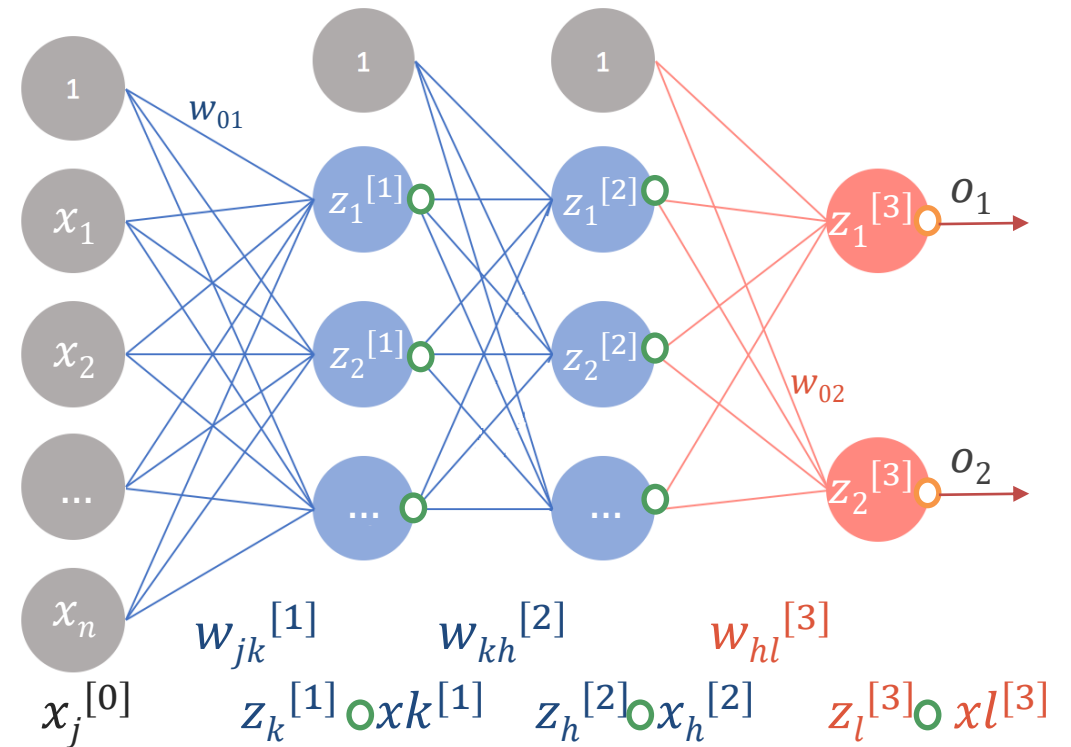 1 1 1
w₀₁
x₁ z₁[1] z₁[2] z₁[3] o₁
x₂ z₂[1] z₂[2]
w₀₂
... ... ... z₂[3] o₂
xₙ
wⱼₖ[1] wₖₕ[2] wₕₗ[3]
xⱼ[0] zₖ[1] xk[1] zₕ[2] xₕ[2] zₗ[3] xl[3]